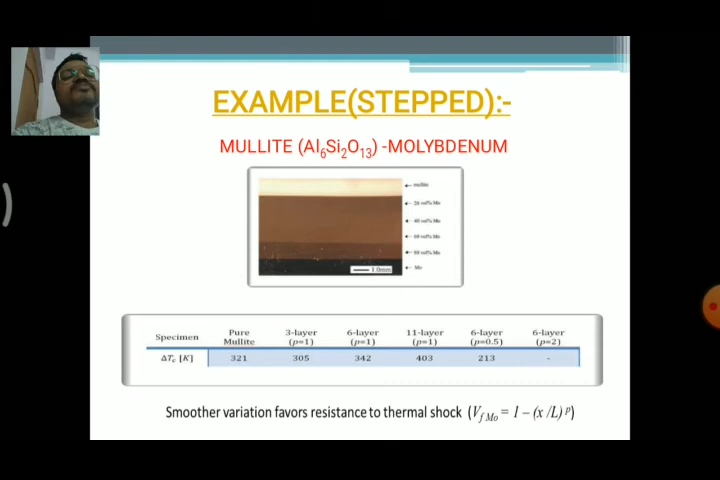 EXAMPLE(STEPPED):-
MULLITE (Al6Si2O13) -MOLYBDENUM
mullite
20 vol% Mo
40 vol% Mo
60 vol% Mo
80 vol% Mo
Mo
1.0mm
Specimen Pure Mullite 3-layer (p=1) 6-layer (p=1) 11-layer (p=1) 6-layer (p=0.5) 6-layer (p=2)
ΔTc [K] 321 305 342 403 213 -
Smoother variation favors resistance to thermal shock (Vf Mo = 1 – (x /L) p)